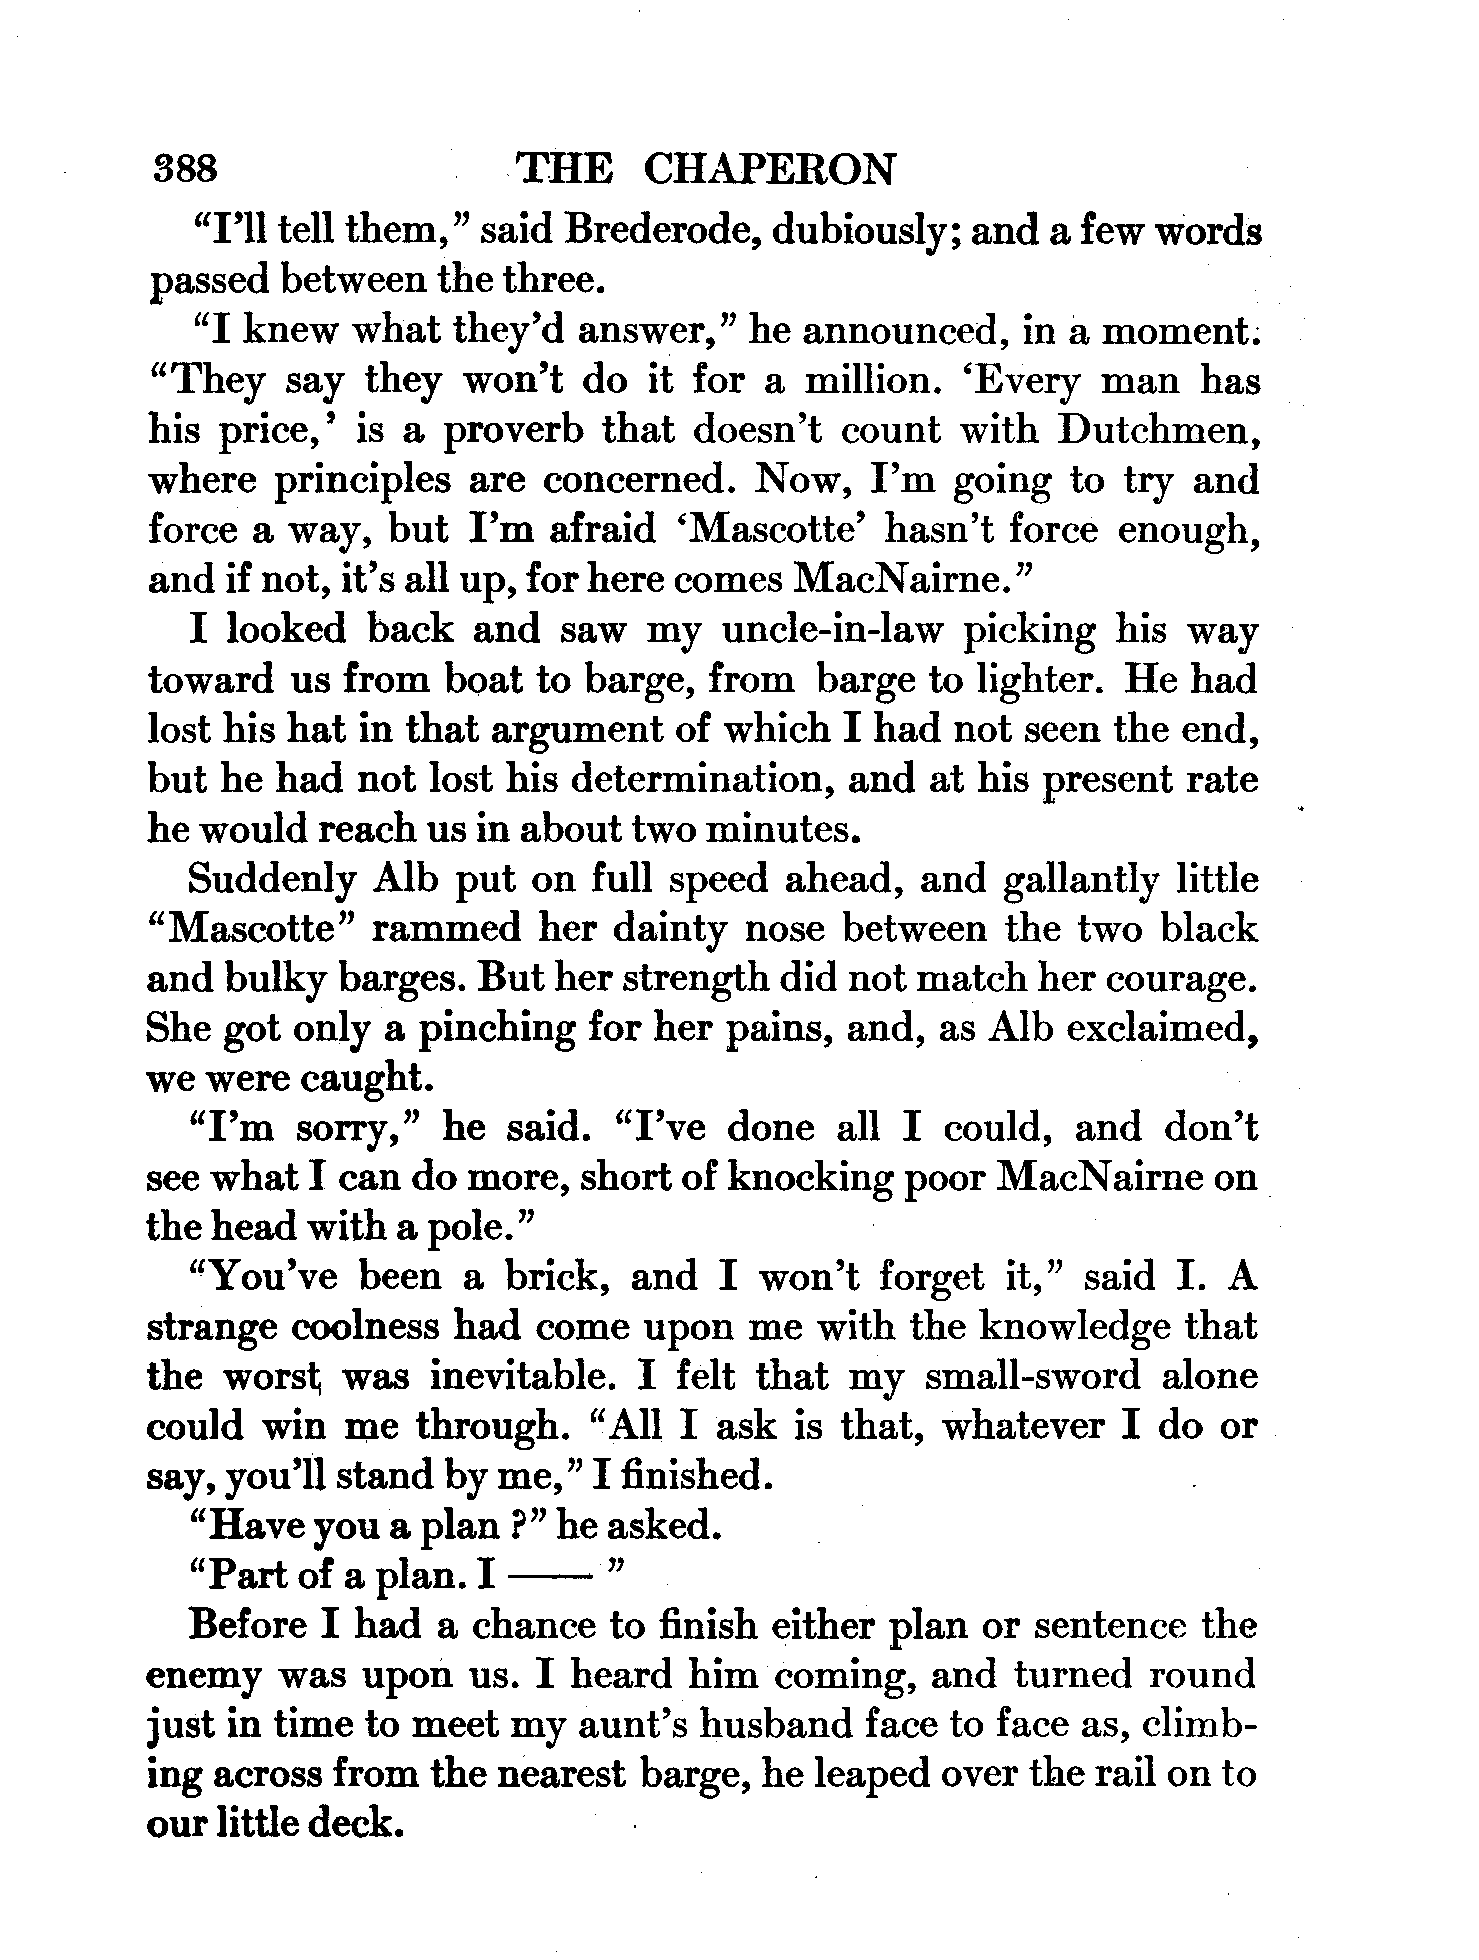 388 THE CHAPERON
“I’ll tell them,” said Brederode, dubiously; and a few words
passed between the three.
“I knew what they’d answer,” he announced, in a moment.
“They say they won’t do it for a million. ‘Every man has
his price,’ is a proverb that doesn’t count with Dutchmen,
where principles are concerned. Now, I’m going to try and
force a way, but I’m afraid ‘Mascotte’ hasn’t force enough,
and if not, it’s all up, for here comes MacNairne.”
I looked back and saw my uncle-in-law picking his way
toward us from boat to barge, from barge to lighter. He had
lost his hat in that argument of which I had not seen the end,
but he had not lost his determination, and at his present rate
he would reach us in about two minutes.
Suddenly Alb put on full speed ahead, and gallantly little
“Mascotte” rammed her dainty nose between the two black
and bulky barges. But her strength did not match her courage.
She got only a pinching for her pains, and, as Alb exclaimed,
we were caught.
“I’m sorry,” he said. “I’ve done all I could, and don’t
see what I can do more, short of knocking poor MacNairne on
the head with a pole.”
“You’ve been a brick, and I won’t forget it,” said I. A
strange coolness had come upon me with the knowledge that
the worst was inevitable. I felt that my small-sword alone
could win me through. “All I ask is that, whatever I do or
say, you’ll stand by me,” I finished.
“Have you a plan?” he asked.
“Part of a plan. I —— ”
Before I had a chance to finish either plan or sentence the
enemy was upon us. I heard him coming, and turned round
just in time to meet my aunt’s husband face to face as, climb-
ing across from the nearest barge, he leaped over the rail on to
our little deck.